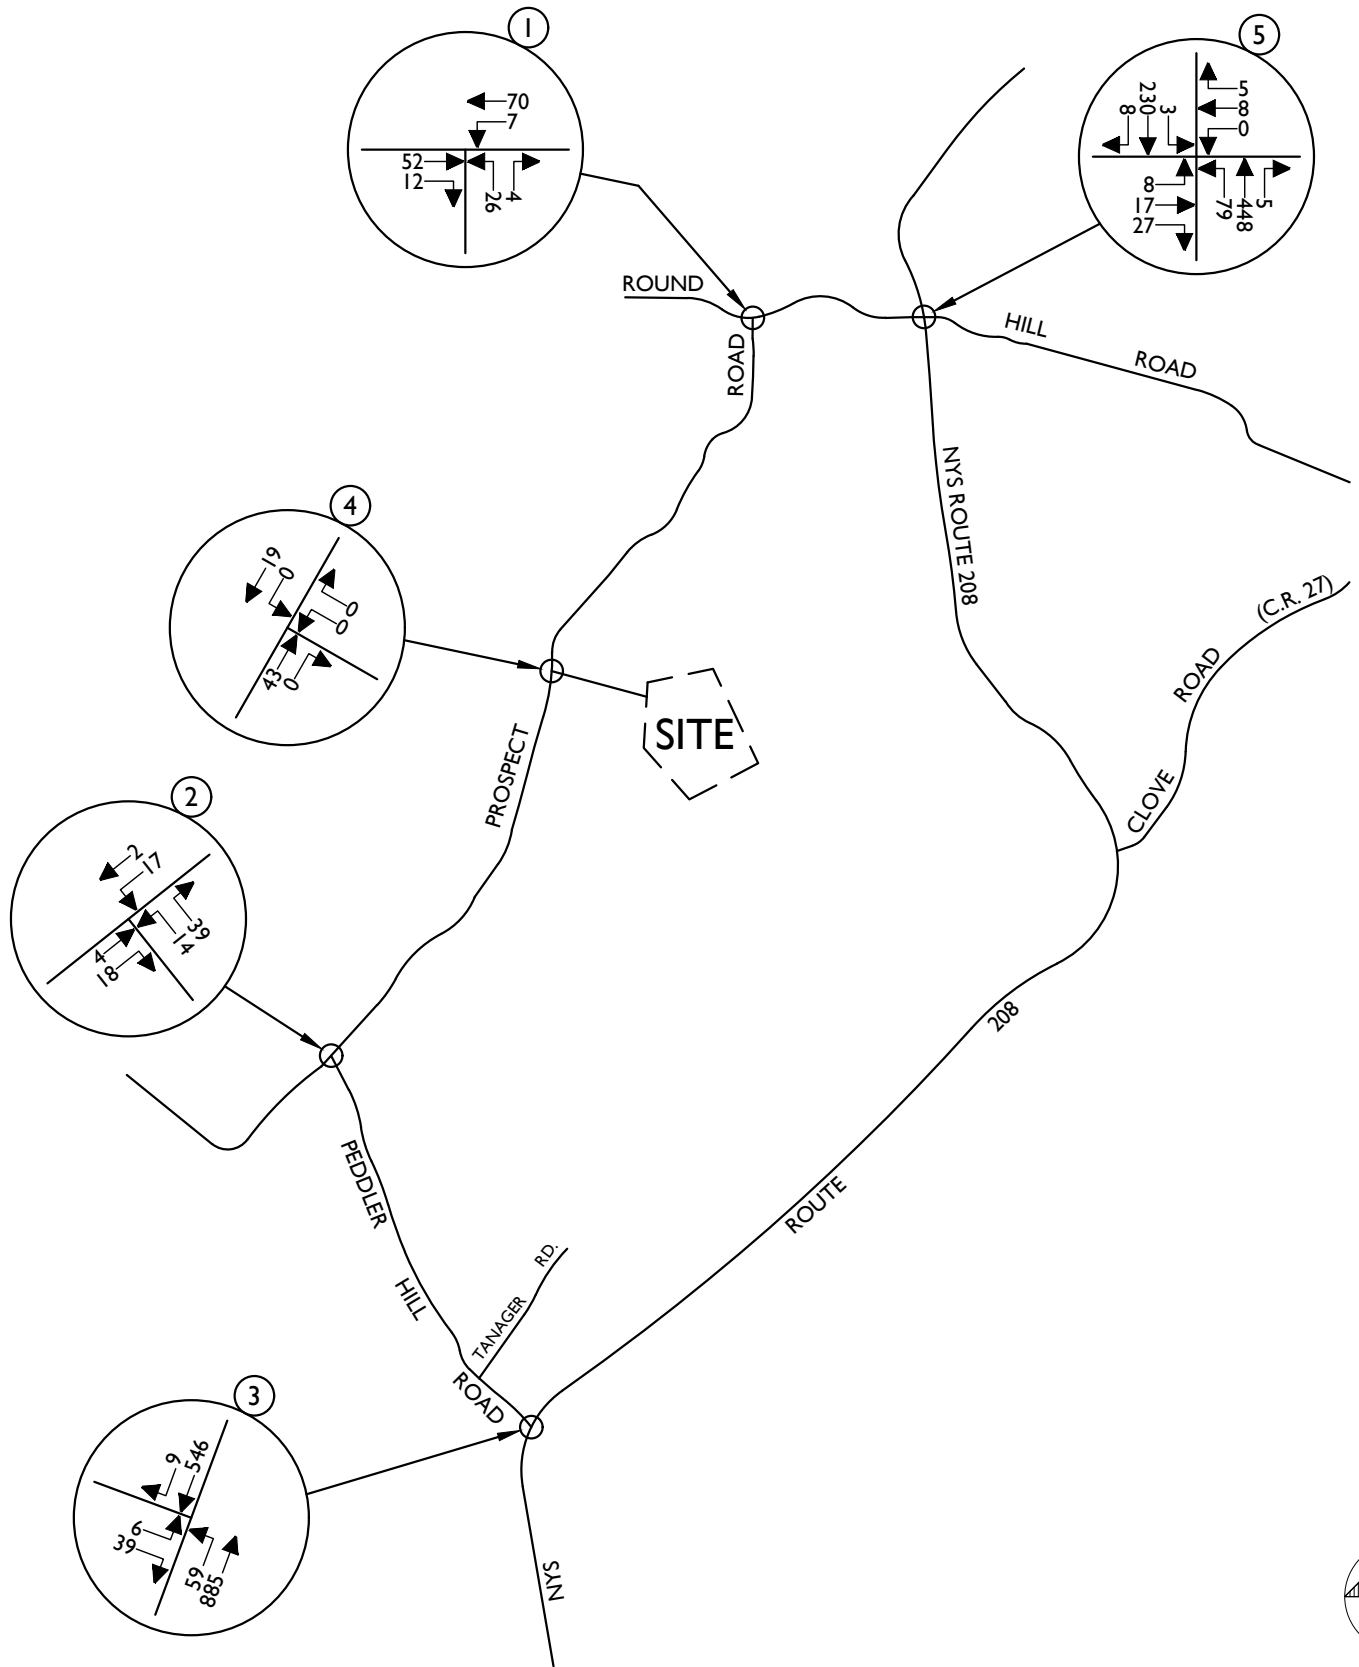 1
70
7
52
12
26
4
5
5
8
0
230
8
3
8
17
27
79
448
5
ROUND
HILL
ROAD
ROAD
NYS ROUTE 208
4
19
0
0
0
43
0
(C.R. 27)
ROAD
CLOVE
SITE
PROSPECT
2
2
17
39
14
4
18
208
ROUTE
PEDDLER
HILL
ROAD
TANAGER
RD.
3
9
546
6
39
59
885
NYS